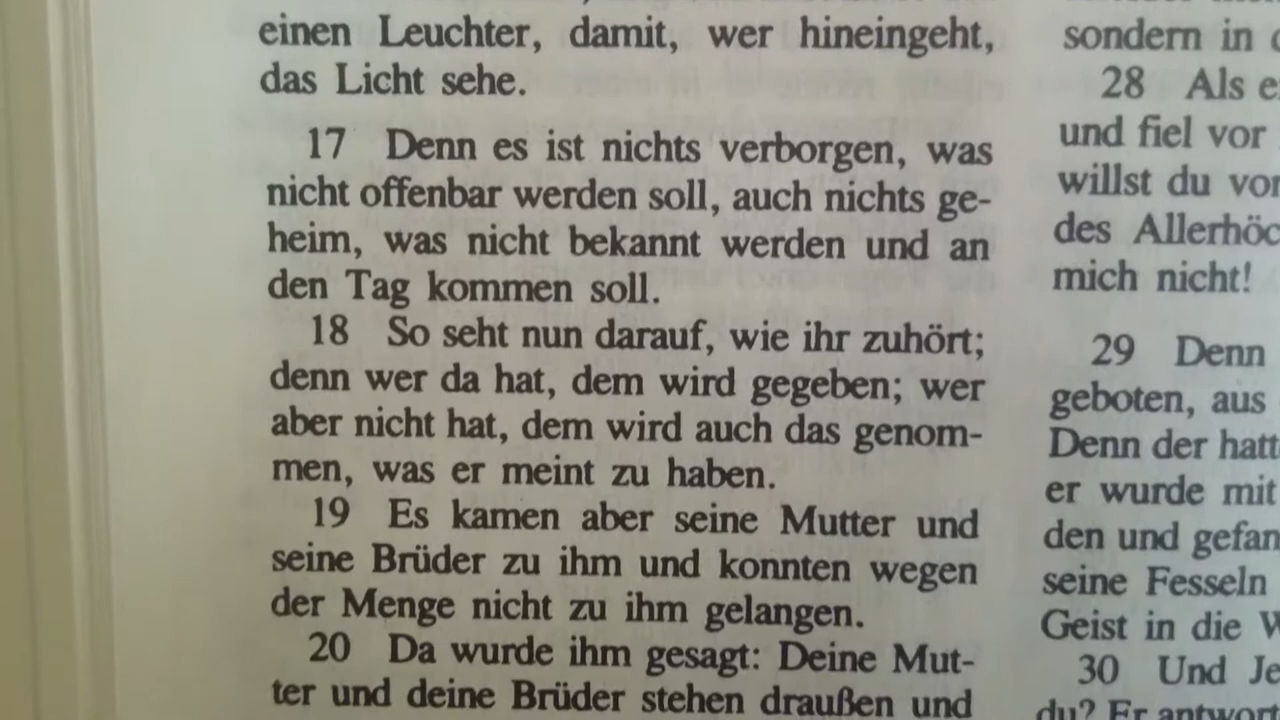 einen Leuchter, damit, wer hineingeht,
das Licht sehe.
17 Denn es ist nichts verborgen, was
nicht offenbar werden soll, auch nichts ge-
heim, was nicht bekannt werden und an
den Tag kommen soll.
18 So seht nun darauf, wie ihr zuhört;
denn wer da hat, dem wird gegeben; wer
aber nicht hat, dem wird auch das genom-
men, was er meint zu haben.
19 Es kamen aber seine Mutter und
seine Brüder zu ihm und konnten wegen
der Menge nicht zu ihm gelangen.
20 Da wurde ihm gesagt: Deine Mut-
ter und deine Brüder stehen draußen und
sondern in
28 Als
und fiel vor
willst du
des
mich nicht!
29 Denn
geboten, aus
Denn der
er wurde mit
den und
seine Fesseln
Geist in die
30 Und
du? Er